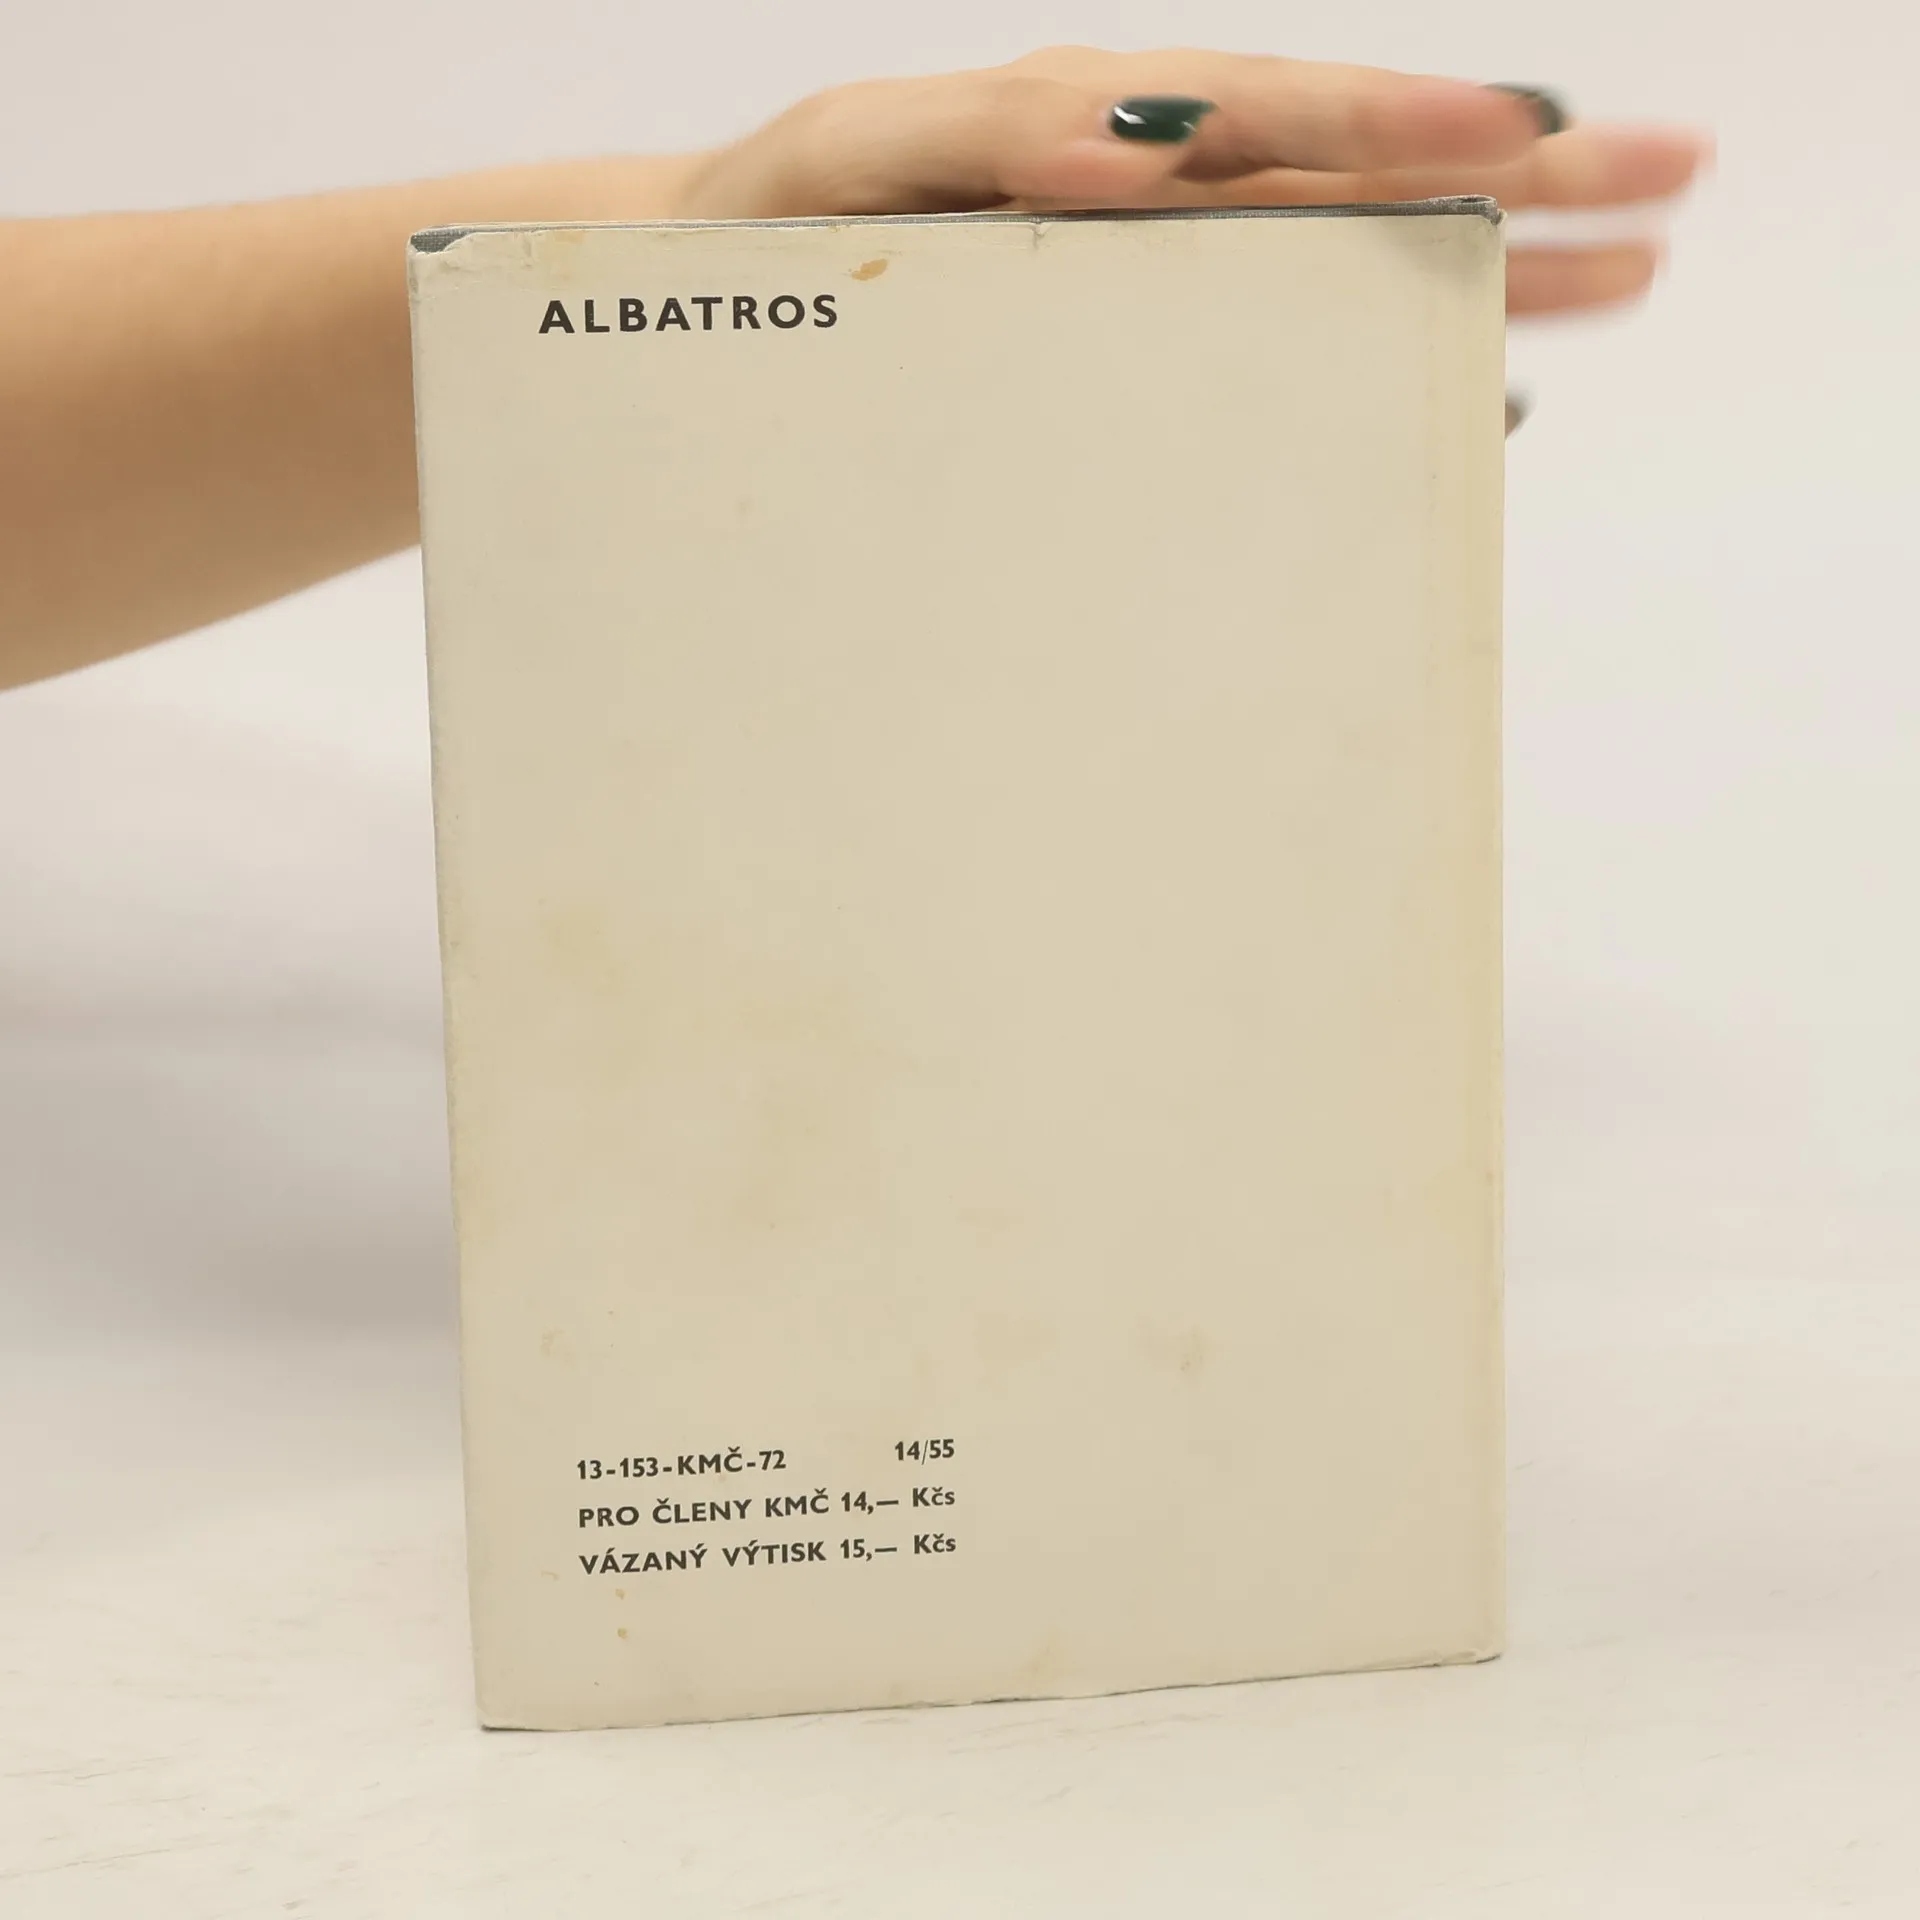 ALBATROS
13-153-KMČ-72 14/55
PRO ČLENY KMČ 14,— Kčs
VÁZANÝ VÝTISK 15,— Kčs